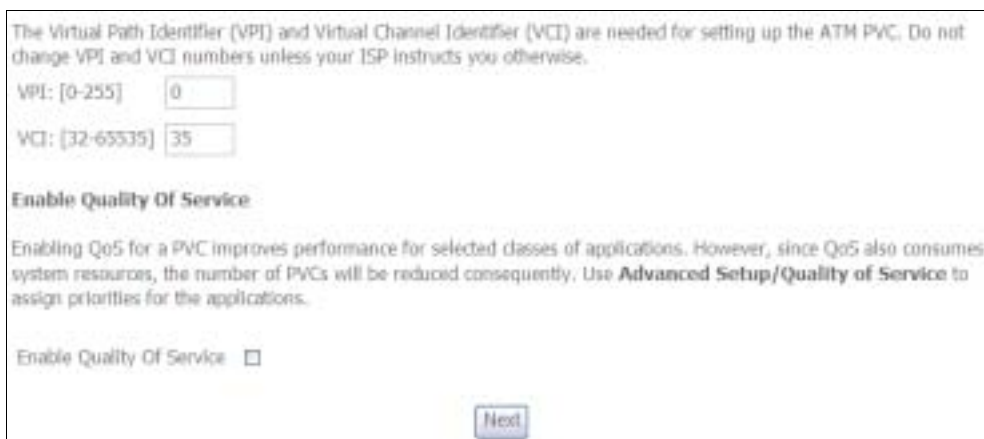 The Virtual Path Identifier (VPI) and Virtual Channel Identifier (VCI) are needed for setting up the ATM PVC. Do not
change VPI and VCI numbers unless your ISP instructs you otherwise.
VPI: [0-255] 0
VCI: [32-65535] 35
Enable Quality Of Service
Enabling QoS for a PVC improves performance for selected classes of applications. However, since QoS also consumes
system resources, the number of PVCs will be reduced consequently. Use Advanced Setup/Quality of Service to
assign priorities for the applications.
Enable Quality Of Service
Next